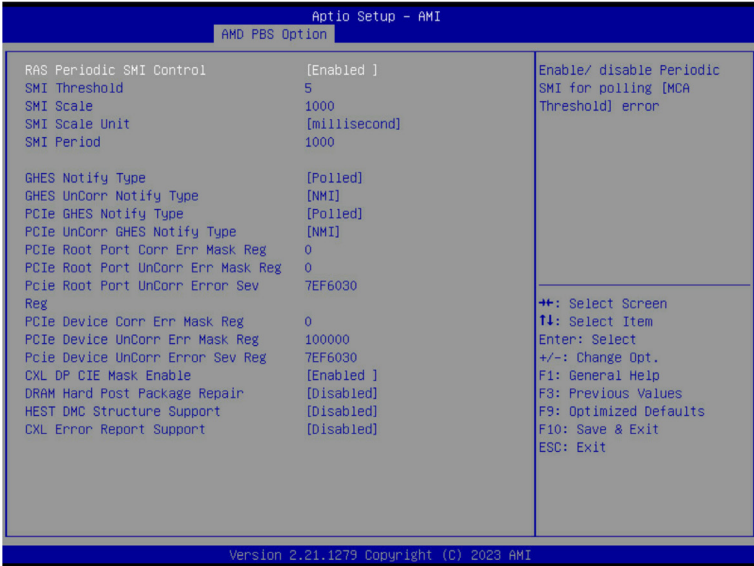 Aptio Setup - AMI
AMD PBS Option
RAS Periodic SMI Control [Enabled ]
SMI Threshold 5
SMI Scale 1000
SMI Scale Unit [millisecond]
SMI Period 1000
GHES Notify Type [Polled]
GHES UnCorr Notify Type [NMI]
PCIe GHES Notify Type [Polled]
PCIe UnCorr GHES Notify Type [NMI]
PCIe Root Port Corr Err Mask Reg 0
PCIe Root Port UnCorr Err Mask Reg 0
Pcie Root Port UnCorr Error Sev 7EF6030
Reg
PCIe Device Corr Err Mask Reg 0
PCIe Device UnCorr Err Mask Reg 100000
Pcie Device UnCorr Error Sev Reg 7EF6030
CXL DP CIE Mask Enable [Enabled ]
DRAM Hard Post Package Repair [Disabled]
HEST DMC Structure Support [Disabled]
CXL Error Report Support [Disabled]
Enable/ disable Periodic
SMI for polling [MCA
Threshold] error
→←: Select Screen
↑↓: Select Item
Enter: Select
+/-: Change Opt.
F1: General Help
F3: Previous Values
F9: Optimized Defaults
F10: Save & Exit
ESC: Exit
Version 2.21.1279 Copyright (C) 2023 AMI